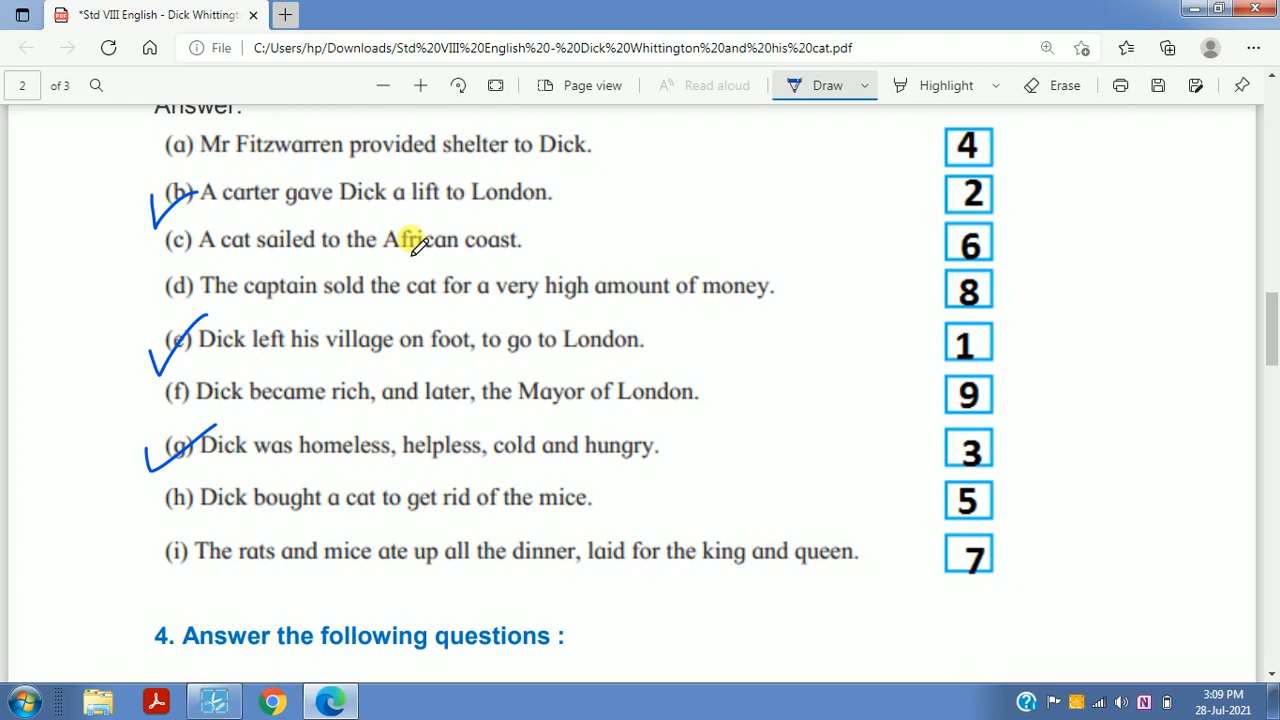 *Std VIII English - Dick Whittingt
File C:/Users/hp/Downloads/Std%20VIII%20English%20-%20Dick%20Whittington%20and%20his%20cat.pdf
2 of 3 Page view Read aloud Draw Highlight Erase
Answer:
(a) Mr Fitzwarren provided shelter to Dick. 4
(b) A carter gave Dick a lift to London. 2
(c) A cat sailed to the African coast. 6
(d) The captain sold the cat for a very high amount of money. 8
(e) Dick left his village on foot, to go to London. 1
(f) Dick became rich, and later, the Mayor of London. 9
(g) Dick was homeless, helpless, cold and hungry. 3
(h) Dick bought a cat to get rid of the mice. 5
(i) The rats and mice ate up all the dinner, laid for the king and queen. 7
4. Answer the following questions :
3:09 PM
28-Jul-2021